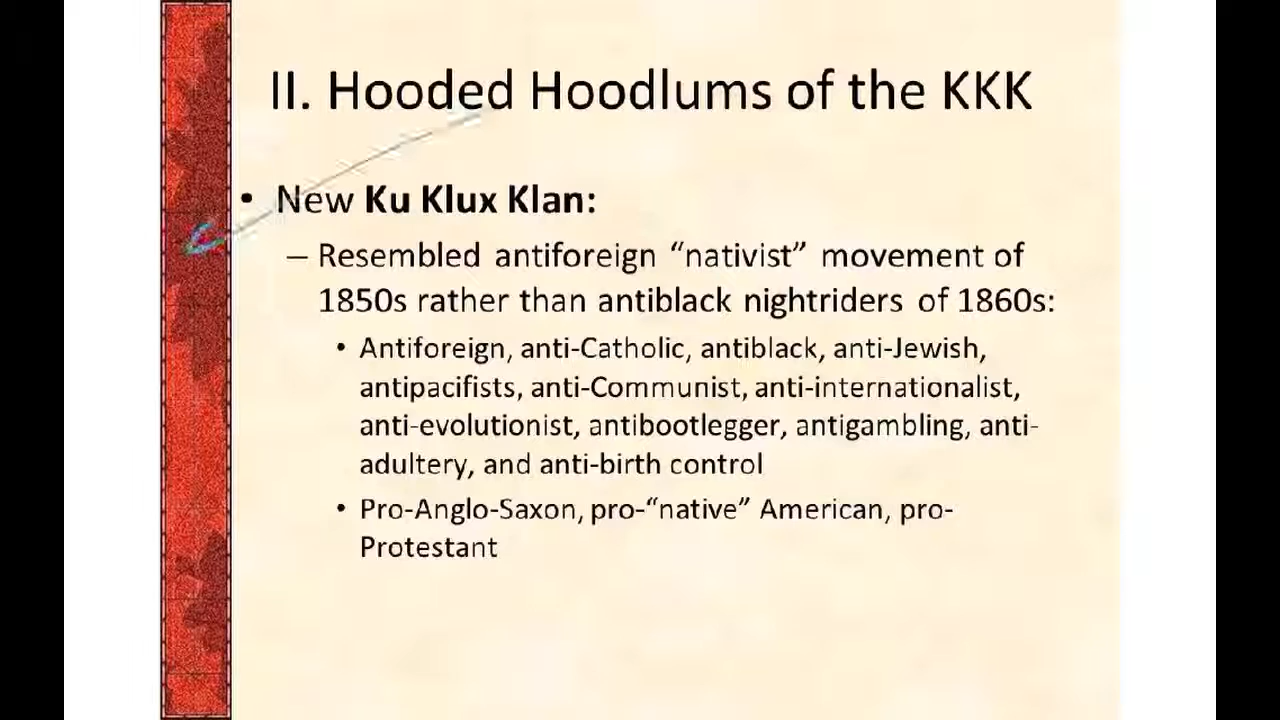 II. Hooded Hoodlums of the KKK
• New Ku Klux Klan:
– Resembled antiforeign “nativist” movement of
1850s rather than antiblack nightriders of 1860s:
• Antiforeign, anti-Catholic, antiblack, anti-Jewish,
antipacifists, anti-Communist, anti-internationalist,
anti-evolutionist, antibootlegger, antigambling, anti-
adultery, and anti-birth control
• Pro-Anglo-Saxon, pro-“native” American, pro-
Protestant